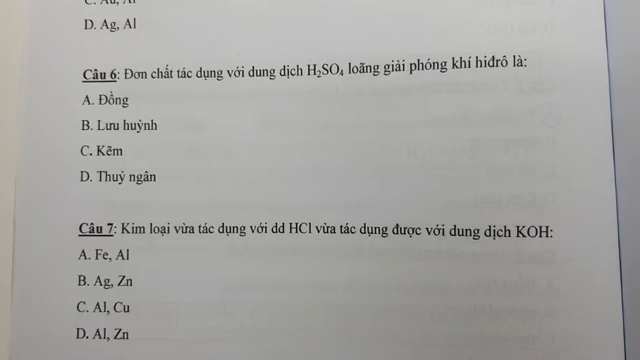 C. Au, Al
D. Ag, Al
Câu 6: Đơn chất tác dụng với dung dịch H₂SO₄ loãng giải phóng khí hiđrô là:
A. Đồng
B. Lưu huỳnh
C. Kẽm
D. Thuỷ ngân
Câu 7: Kim loại vừa tác dụng với dd HCl vừa tác dụng được với dung dịch KOH:
A. Fe, Al
B. Ag, Zn
C. Al, Cu
D. Al, Zn